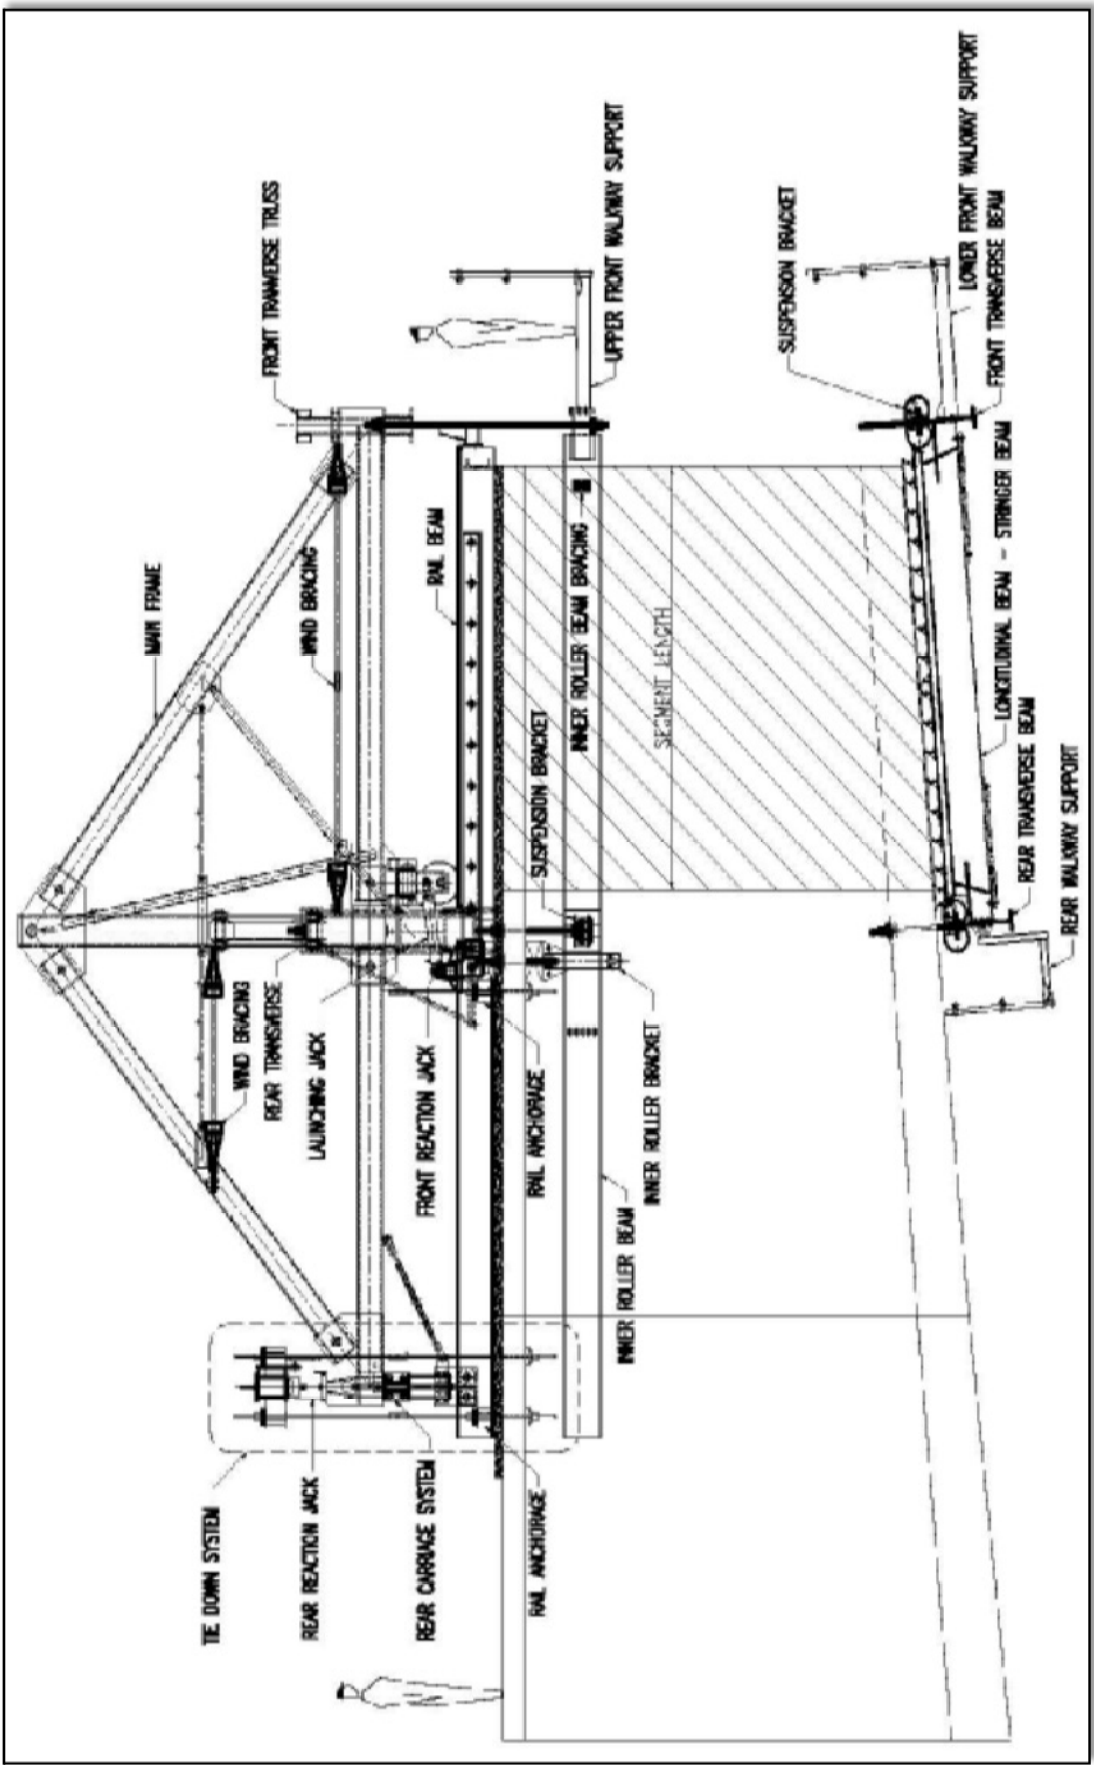 TIE DOWN SYSTEM
REAR REACTION JACK
REAR CARRIAGE SYSTEM
RAIL ANCHORAGE
INNER ROLLER BEAM
WIND BRACING
REAR TRANSVERSE
LAUNCHING JACK
FRONT REACTION JACK
RAIL ANCHORAGE
INNER ROLLER BRACKET
MAIN FRAME
WIND BRACING
RAIL BEAM
SUSPENSION BRACKET
INNER ROLLER BEAM BRACING
SEGMENT LENGTH
FRONT TRANVERSE TRUSS
UPPER FRONT WALKWAY SUPPORT
SUSPENSION BRACKET
LOWER FRONT WALKWAY SUPPORT
FRONT TRANSVERSE BEAM
LONGITUDINAL BEAM - STRINGER BEAM
REAR TRANSVERSE BEAM
REAR WALKWAY SUPPORT